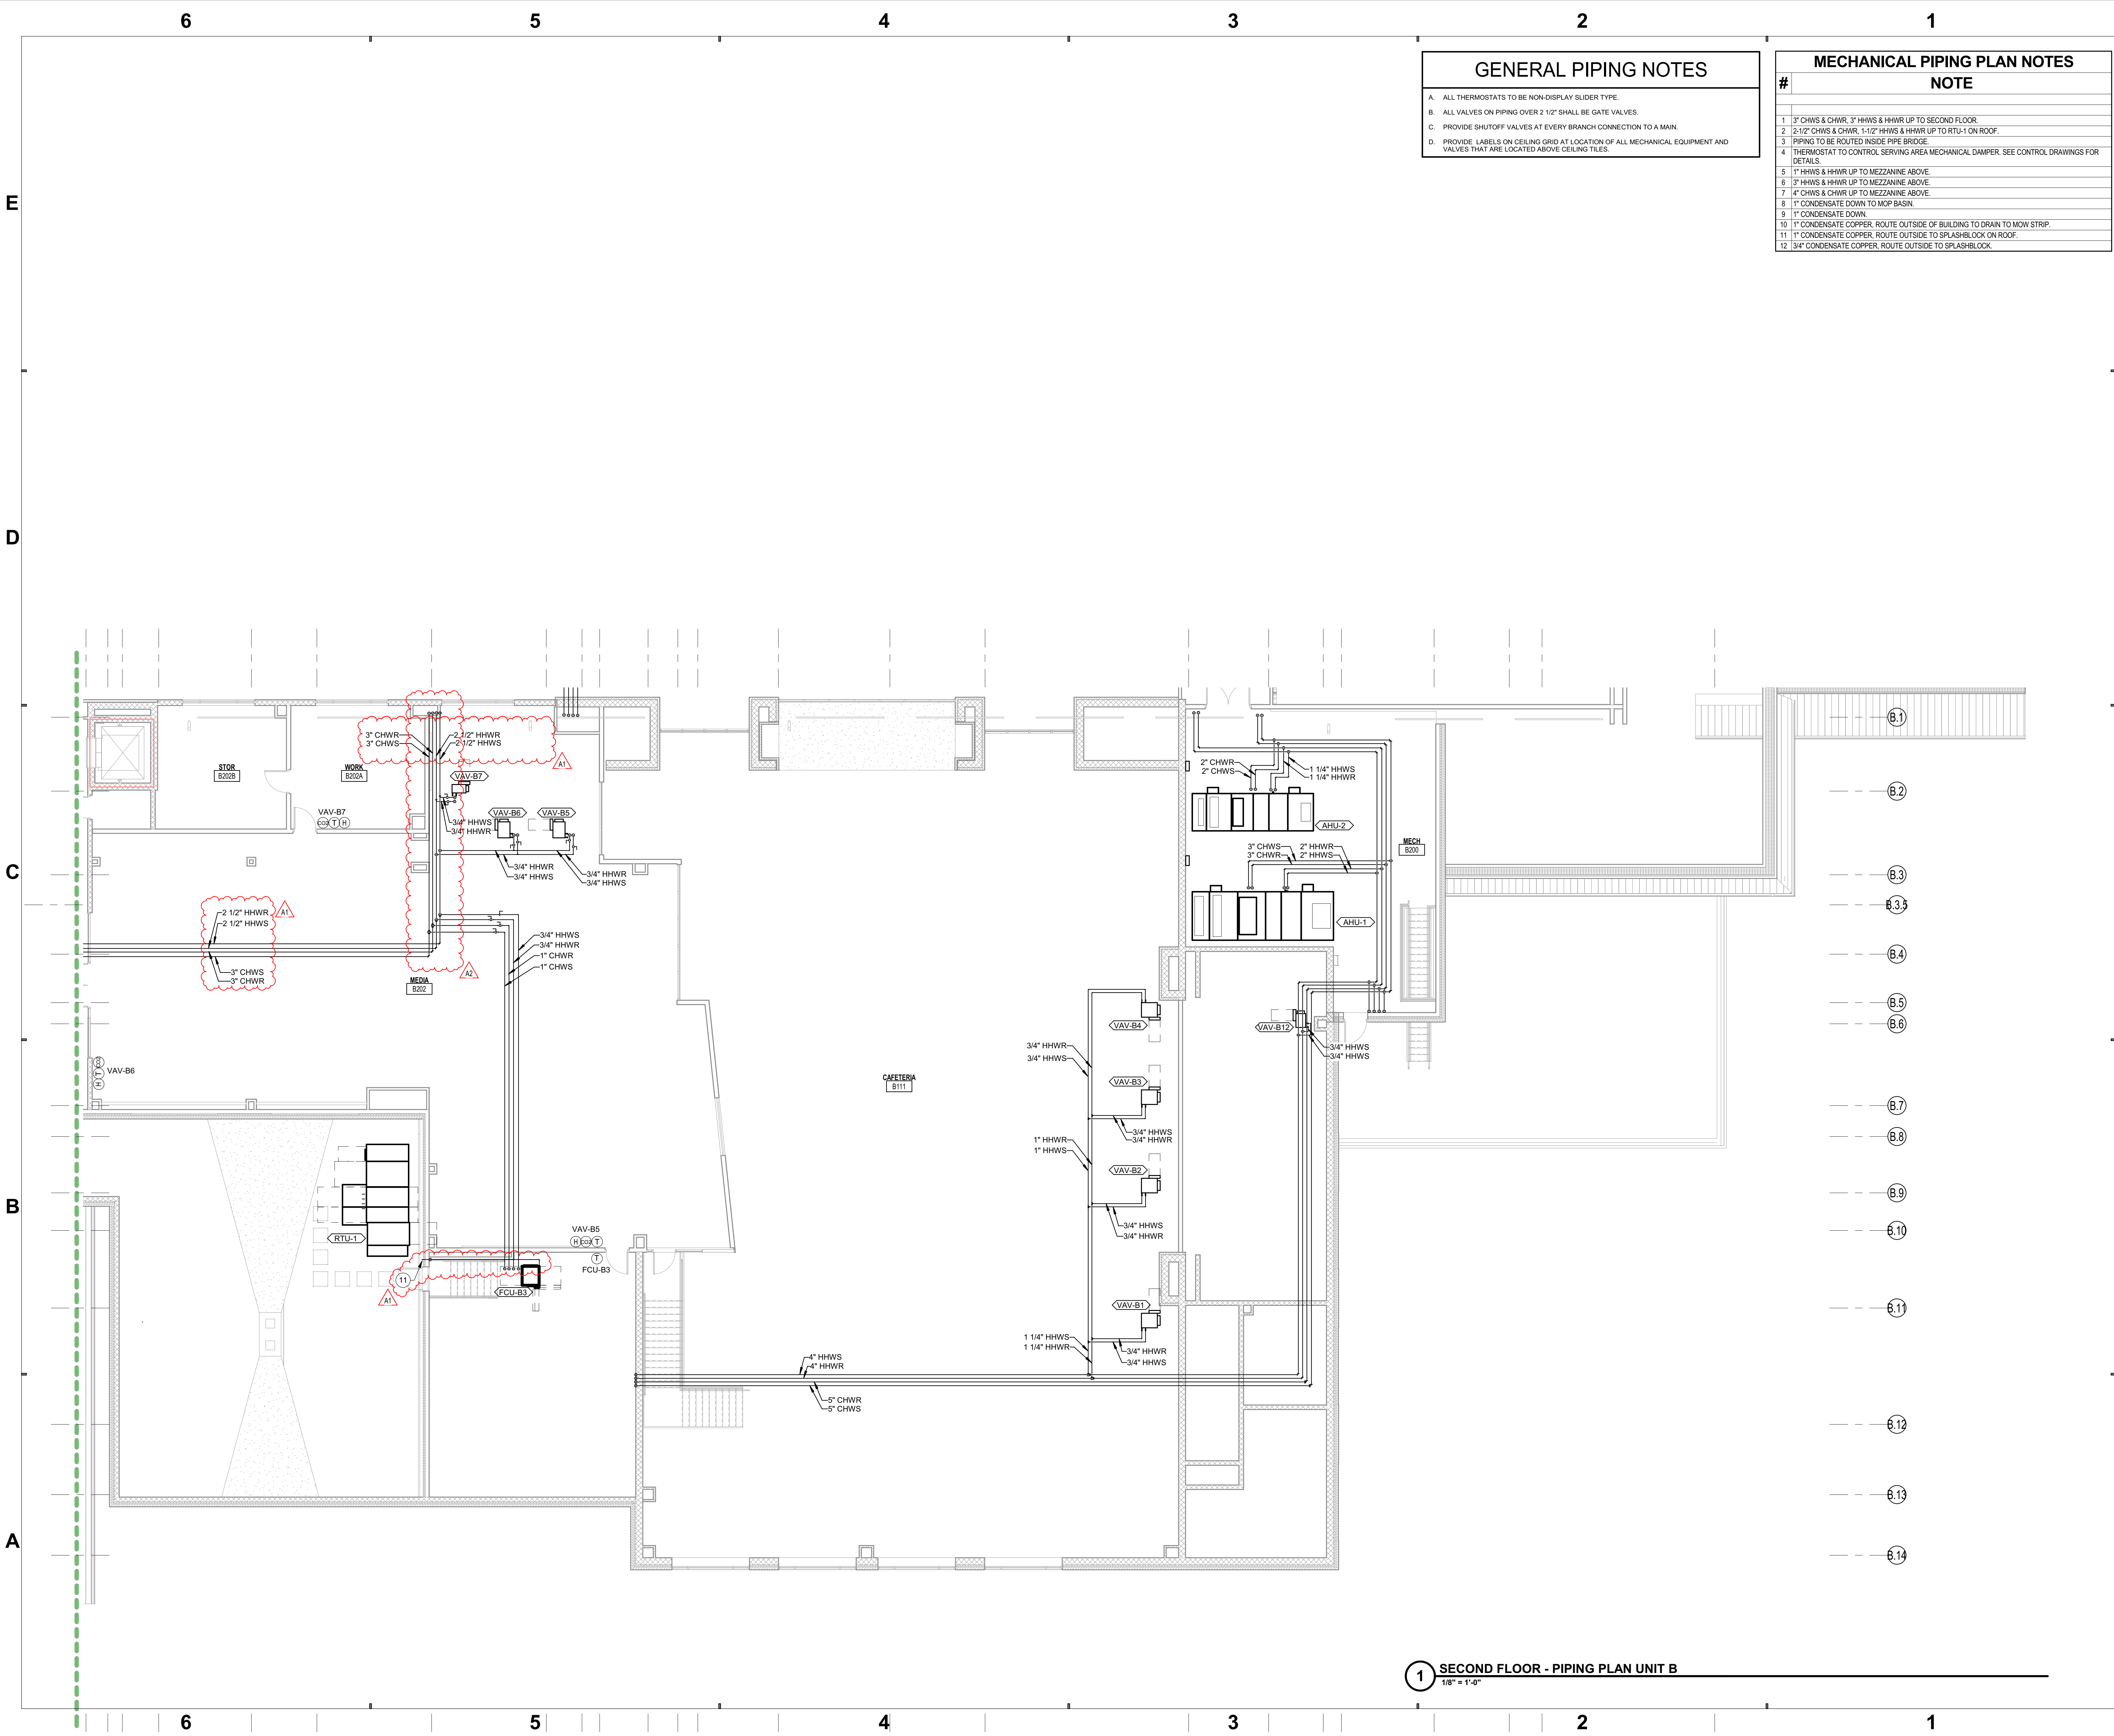 6 5 4 3 2 1
GENERAL PIPING NOTES
A. ALL THERMOSTATS TO BE NON-DISPLAY SLIDER TYPE.
B. ALL VALVES ON PIPING OVER 2 1/2" SHALL BE GATE VALVES.
C. PROVIDE SHUTOFF VALVES AT EVERY BRANCH CONNECTION TO A MAIN.
D. PROVIDE LABELS ON CEILING GRID AT LOCATION OF ALL MECHANICAL EQUIPMENT AND
VALVES THAT ARE LOCATED ABOVE CEILING TILES.
MECHANICAL PIPING PLAN NOTES
# NOTE
1 3" CHWS & CHWR, 3" HHWS & HHWR UP TO SECOND FLOOR.
2 2-1/2" CHWS & CHWR, 1-1/2" HHWS & HHWR UP TO RTU-1 ON ROOF.
3 PIPING TO BE ROUTED INSIDE PIPE BRIDGE.
4 THERMOSTAT TO CONTROL SERVING AREA MECHANICAL DAMPER. SEE CONTROL DRAWINGS FOR
DETAILS.
5 1" HHWS & HHWR UP TO MEZZANINE ABOVE.
6 3" HHWS & HHWR UP TO MEZZANINE ABOVE.
7 4" CHWS & CHWR UP TO MEZZANINE ABOVE.
8 1" CONDENSATE DOWN TO MOP BASIN.
9 1" CONDENSATE DOWN.
10 1" CONDENSATE COPPER, ROUTE OUTSIDE OF BUILDING TO DRAIN TO MOW STRIP.
11 1" CONDENSATE COPPER, ROUTE OUTSIDE TO SPLASHBLOCK ON ROOF.
12 3/4" CONDENSATE COPPER, ROUTE OUTSIDE TO SPLASHBLOCK.
E
D
C
B
A
3" CHWR
3" CHWS
2 1/2" HHWR
2 1/2" HHWS
A1
STOR
B202B
WORK
B202A
VAV-B7
VAV-B7
CO2 T H
3/4" HHWS
3/4" HHWR
VAV-B6
VAV-B5
3/4" HHWR
3/4" HHWS
3/4" HHWR
3/4" HHWS
2 1/2" HHWR
2 1/2" HHWS
A1
3" CHWS
3" CHWR
A2
MEDIA
B202
3/4" HHWS
3/4" HHWR
1" CHWR
1" CHWS
CO2
T
H
VAV-B6
RTU-1
VAV-B5
H CO2 T
T
FCU-B3
11
A1
FCU-B3
CAFETERIA
B111
4" HHWS
4" HHWR
5" CHWR
5" CHWS
2" CHWR
2" CHWS
1 1/4" HHWS
1 1/4" HHWR
AHU-2
MECH
B200
3" CHWS
3" CHWR
2" HHWR
2" HHWS
AHU-1
VAV-B4
VAV-B12
3/4" HHWS
3/4" HHWS
3/4" HHWR
3/4" HHWS
VAV-B3
3/4" HHWS
3/4" HHWR
1" HHWR
1" HHWS
VAV-B2
3/4" HHWS
3/4" HHWR
VAV-B1
1 1/4" HHWS
1 1/4" HHWR
3/4" HHWR
3/4" HHWS
B.1
B.2
B.3
B.3.5
B.4
B.5
B.6
B.7
B.8
B.9
B.10
B.11
B.12
B.13
B.14
1 SECOND FLOOR - PIPING PLAN UNIT B
1/8" = 1'-0"
6 5 4 3 2 1